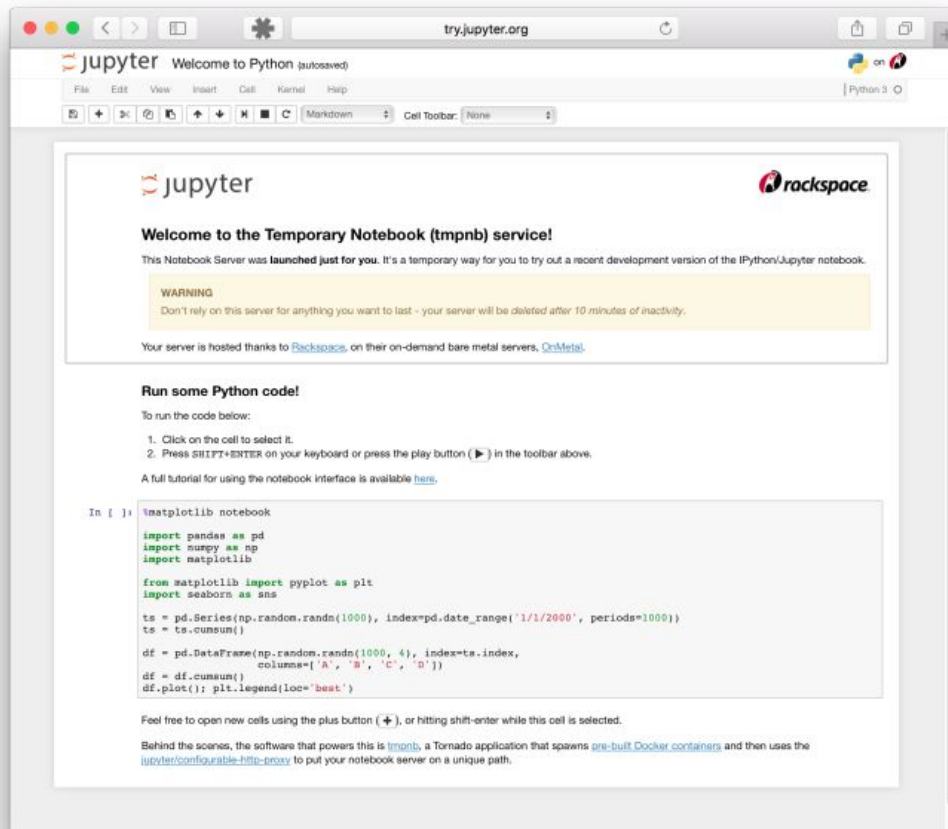 try.jupyter.org
jupyter Welcome to Python (autosaved) on
File Edit View Insert Cell Kernel Help Python 3
Markdown Cell Toolbar: None
jupyter rackspace.
Welcome to the Temporary Notebook (tmpnb) service!
This Notebook Server was launched just for you. It's a temporary way for you to try out a recent development version of the IPython/Jupyter notebook.
WARNING
Don't rely on this server for anything you want to last - your server will be deleted after 10 minutes of inactivity.
Your server is hosted thanks to Rackspace, on their on-demand bare metal servers, OnMetal.
Run some Python code!
To run the code below:
1. Click on the cell to select it.
2. Press SHIFT+ENTER on your keyboard or press the play button (▶) in the toolbar above.
A full tutorial for using the notebook interface is available here.
In [ ]: %matplotlib notebook
import pandas as pd
import numpy as np
import matplotlib
from matplotlib import pyplot as plt
import seaborn as sns
ts = pd.Series(np.random.randn(1000), index=pd.date_range('1/1/2000', periods=1000))
ts = ts.cumsum()
df = pd.DataFrame(np.random.randn(1000, 4), index=ts.index,
columns=['A', 'B', 'C', 'D'])
df = df.cumsum()
df.plot(); plt.legend(loc='best')
Feel free to open new cells using the plus button (+), or hitting shift-enter while this cell is selected.
Behind the scenes, the software that powers this is tmpnb, a Tornado application that spawns pre-built Docker containers and then uses the
jupyter/configurable-http-proxy to put your notebook server on a unique path.